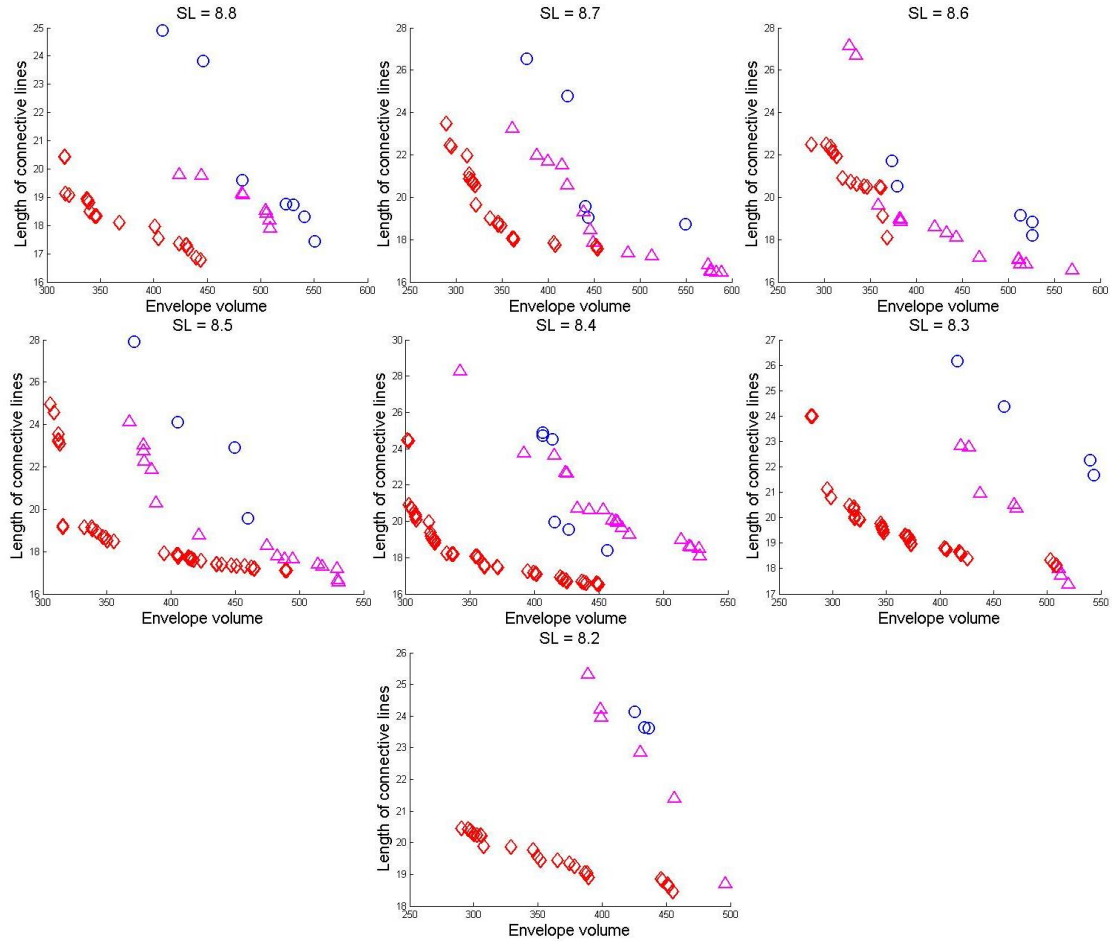 SL = 8.8
25
24
23
22
21
20
19
18
17
16
300 350 400 450 500 550 600
Length of connective lines
Envelope volume
SL = 8.7
28
26
24
22
20
18
16
250 300 350 400 450 500 550 600
Length of connective lines
Envelope volume
SL = 8.6
28
26
24
22
20
18
16
250 300 350 400 450 500 550 600
Length of connective lines
Envelope volume
SL = 8.5
28
26
24
22
20
18
16
300 350 400 450 500 550
Length of connective lines
Envelope volume
SL = 8.4
30
28
26
24
22
20
18
16
300 350 400 450 500 550
Length of connective lines
Envelope volume
SL = 8.3
27
26
25
24
23
22
21
20
19
18
17
250 300 350 400 450 500 550
Length of connective lines
Envelope volume
SL = 8.2
26
25
24
23
22
21
20
19
18
250 300 350 400 450 500
Length of connective lines
Envelope volume